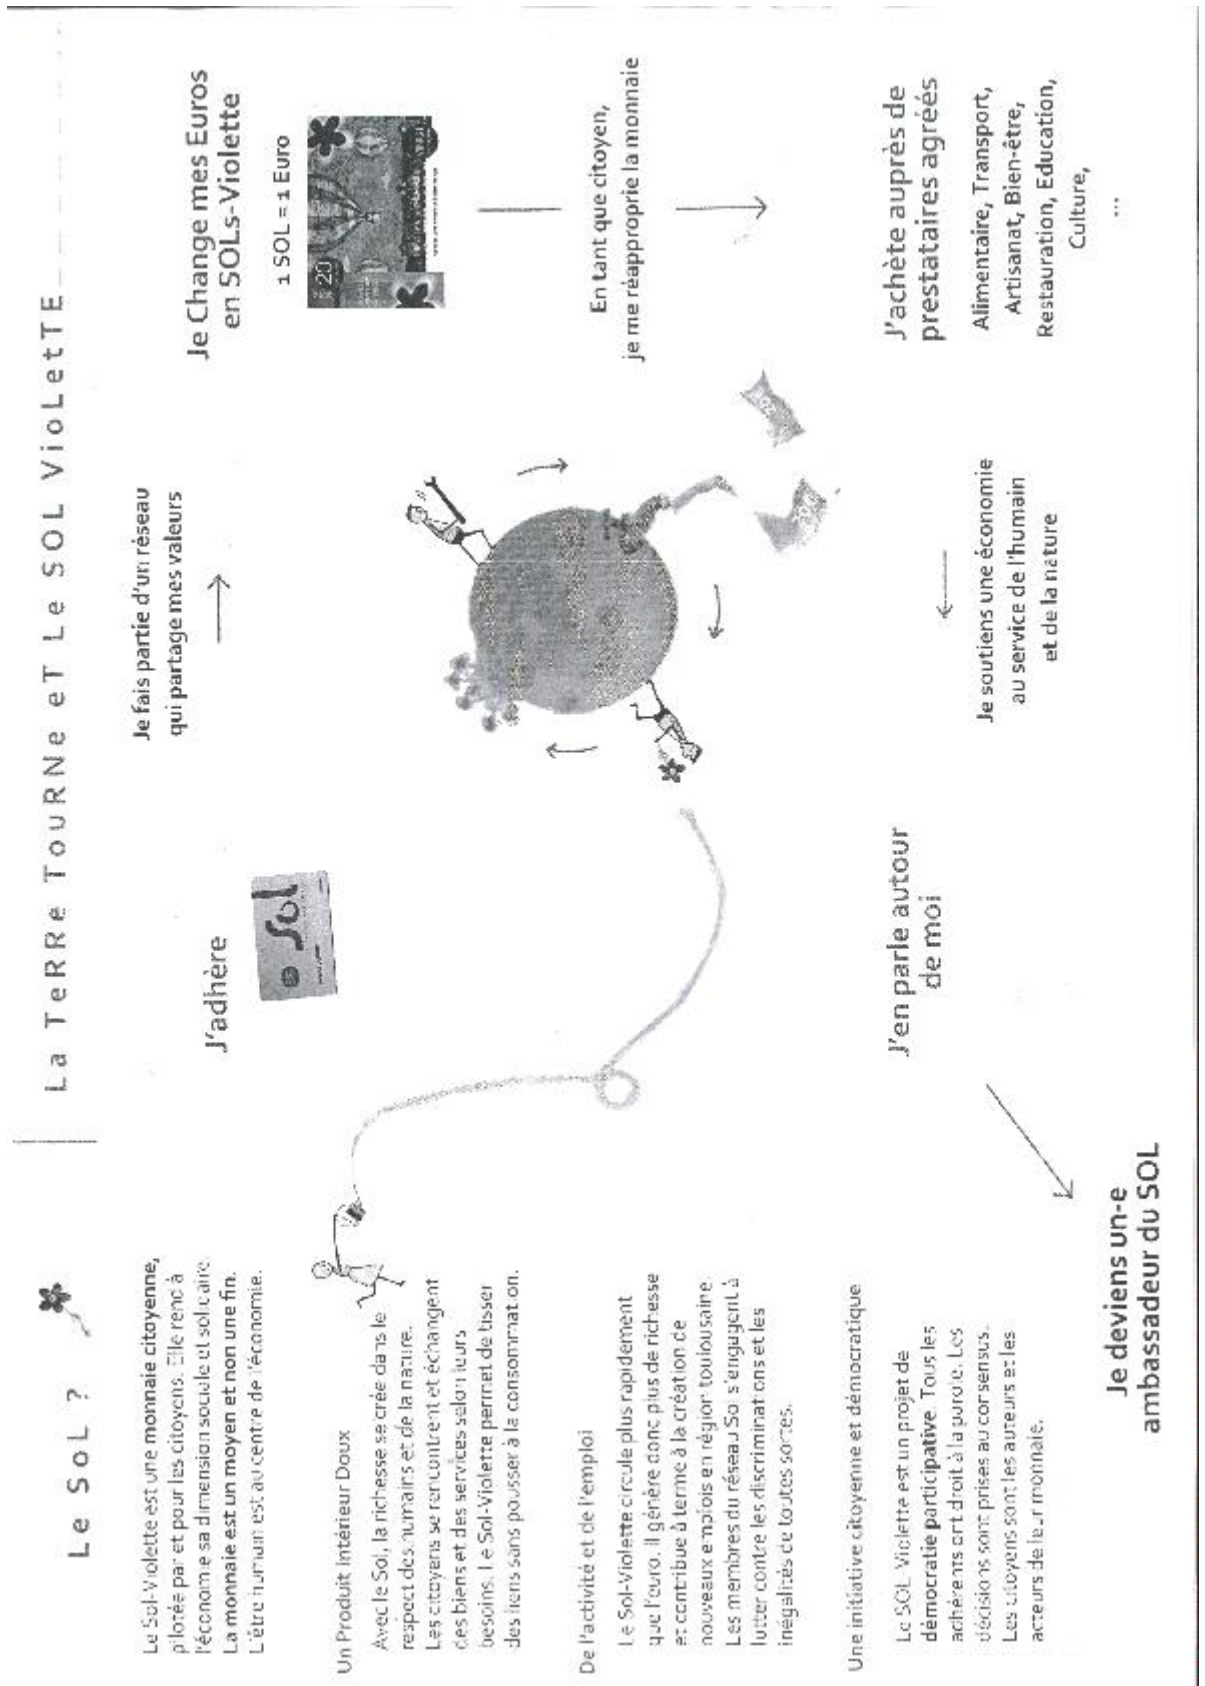 Le SoL ?
Le Sol-Violette est une monnaie citoyenne,
pilotée par et pour les citoyens. Elle rend à
l'économie sa dimension sociale et solidaire.
La monnaie est un moyen et non une fin.
L'être humain est au centre de l'économie.
Un Produit Intérieur Doux
Avec le Sol, la richesse se crée dans le
respect des humains et de la nature.
Les citoyens se rencontrent et échangent
des biens et des services selon leurs
besoins. Le Sol-Violette permet de tisser
des liens sans pousser à la consommation.
De l'activité et de l'emploi
Le Sol-Violette circule plus rapidement
que l'euro. Il génère donc plus de richesse
et contribue à terme à la création de
nouveaux emplois en région toulousaine.
Les membres du réseau Sol s'engagent à
lutter contre les discriminations et les
inégalités de toutes sortes.
Une initiative citoyenne et démocratique
Le SOL Violette est un projet de
démocratie participative. Tous les
adhérents ont droit à la parole. Les
décisions sont prises au consensus.
Les citoyens sont les auteurs et les
acteurs de leur monnaie.
La TeRRe TouRNe eT Le SOL VioLetTE
J'adhère
Sol
Je fais partie d'un réseau
qui partage mes valeurs
Je Change mes Euros
en SOLs-Violette
1 SOL = 1 Euro
20
En tant que citoyen,
je me réapproprie la monnaie
J'achète auprès de
prestataires agréés
Alimentaire, Transport,
Artisanat, Bien-être,
Restauration, Education,
Culture,
...
Je soutiens une économie
au service de l'humain
et de la nature
J'en parle autour
de moi
Je deviens un-e
ambassadeur du SOL